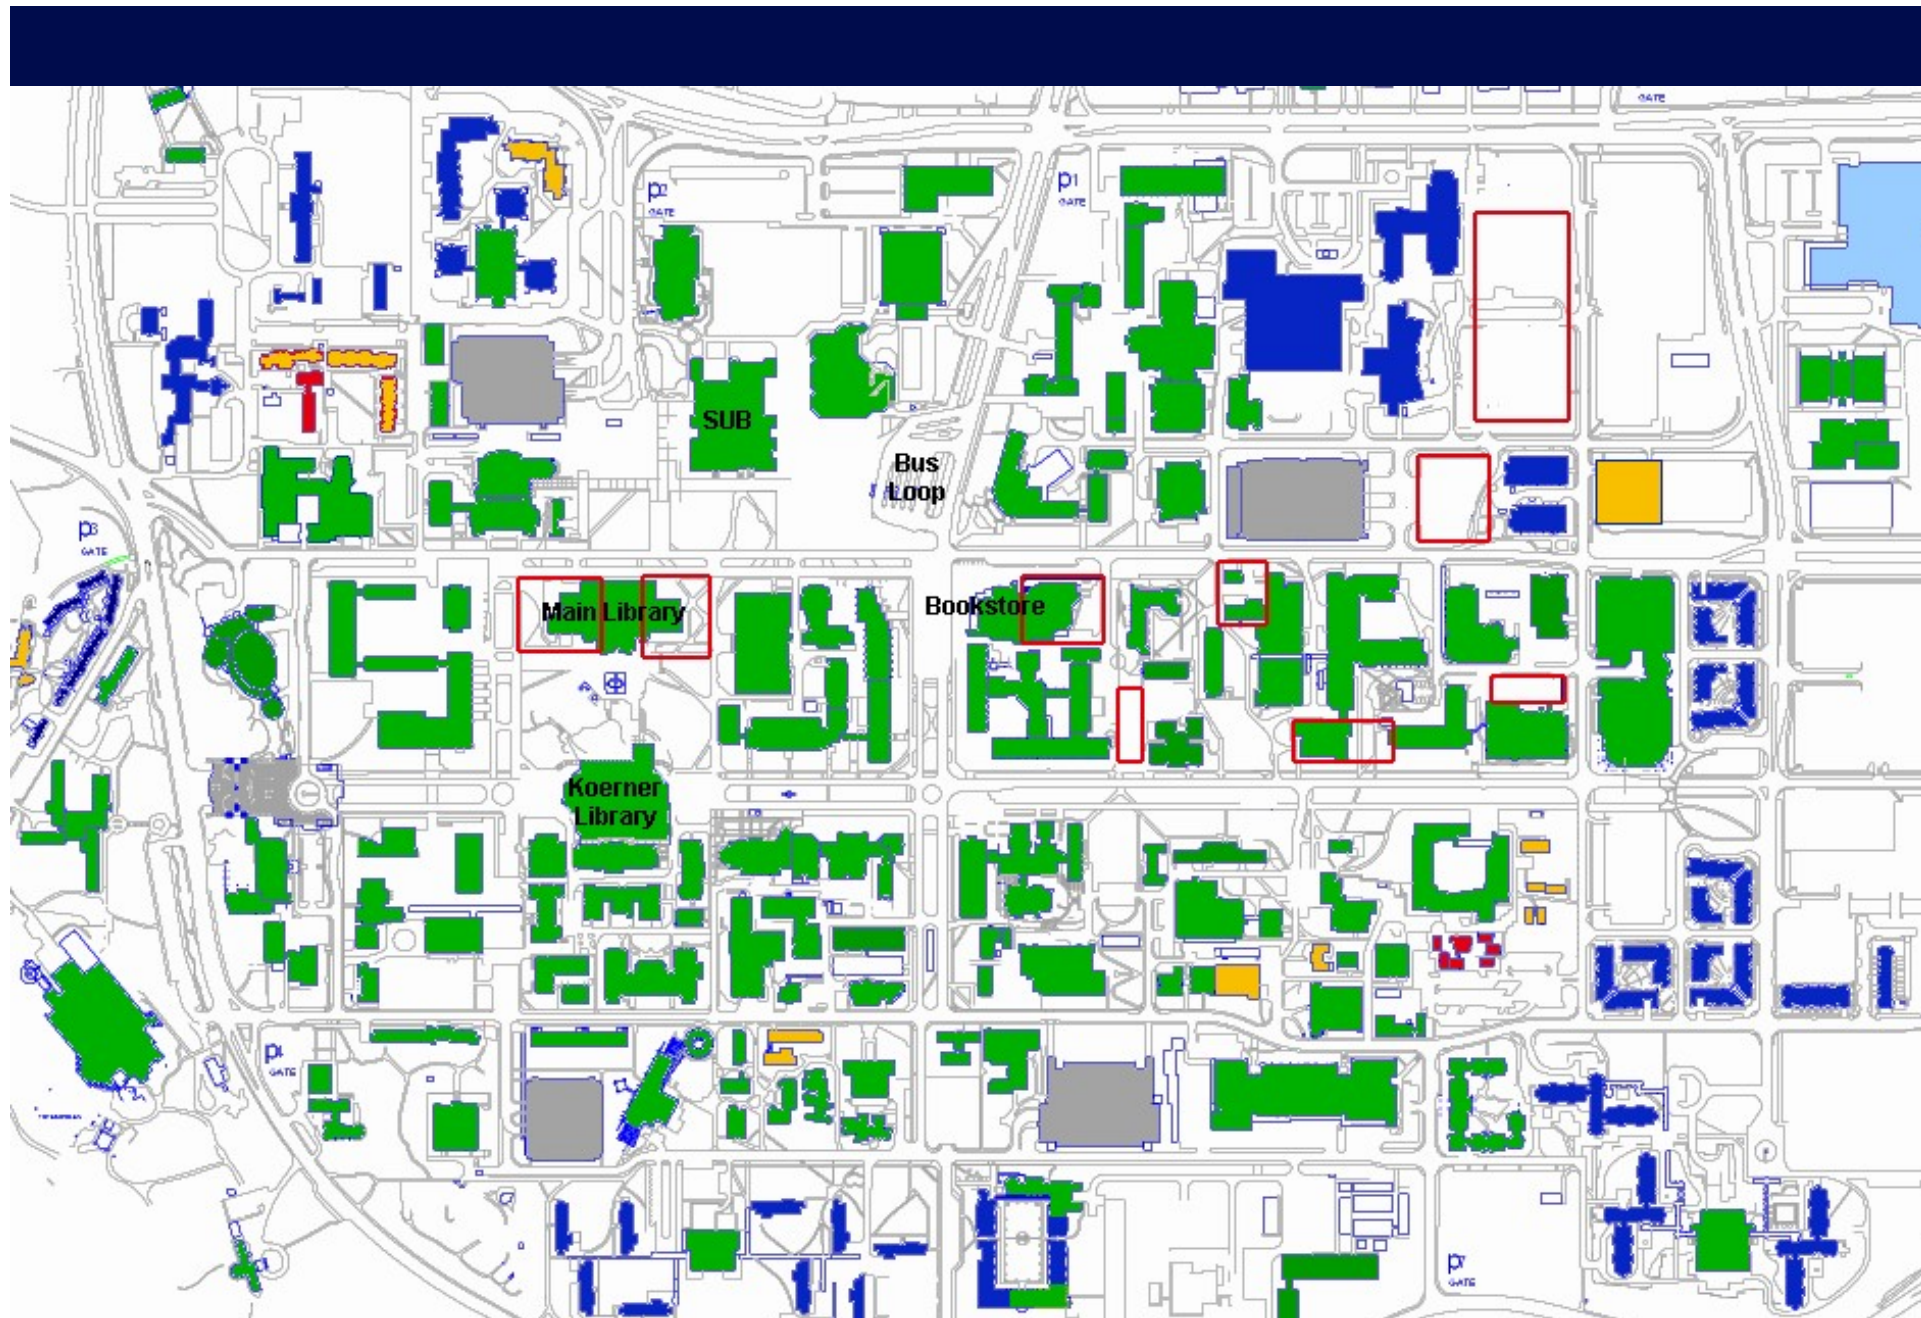 GATE
P2
GATE
P1
GATE
SUB
Bus
Loop
P3
GATE
Main Library
Bookstore
Koerner
Library
P4
GATE
P7
GATE